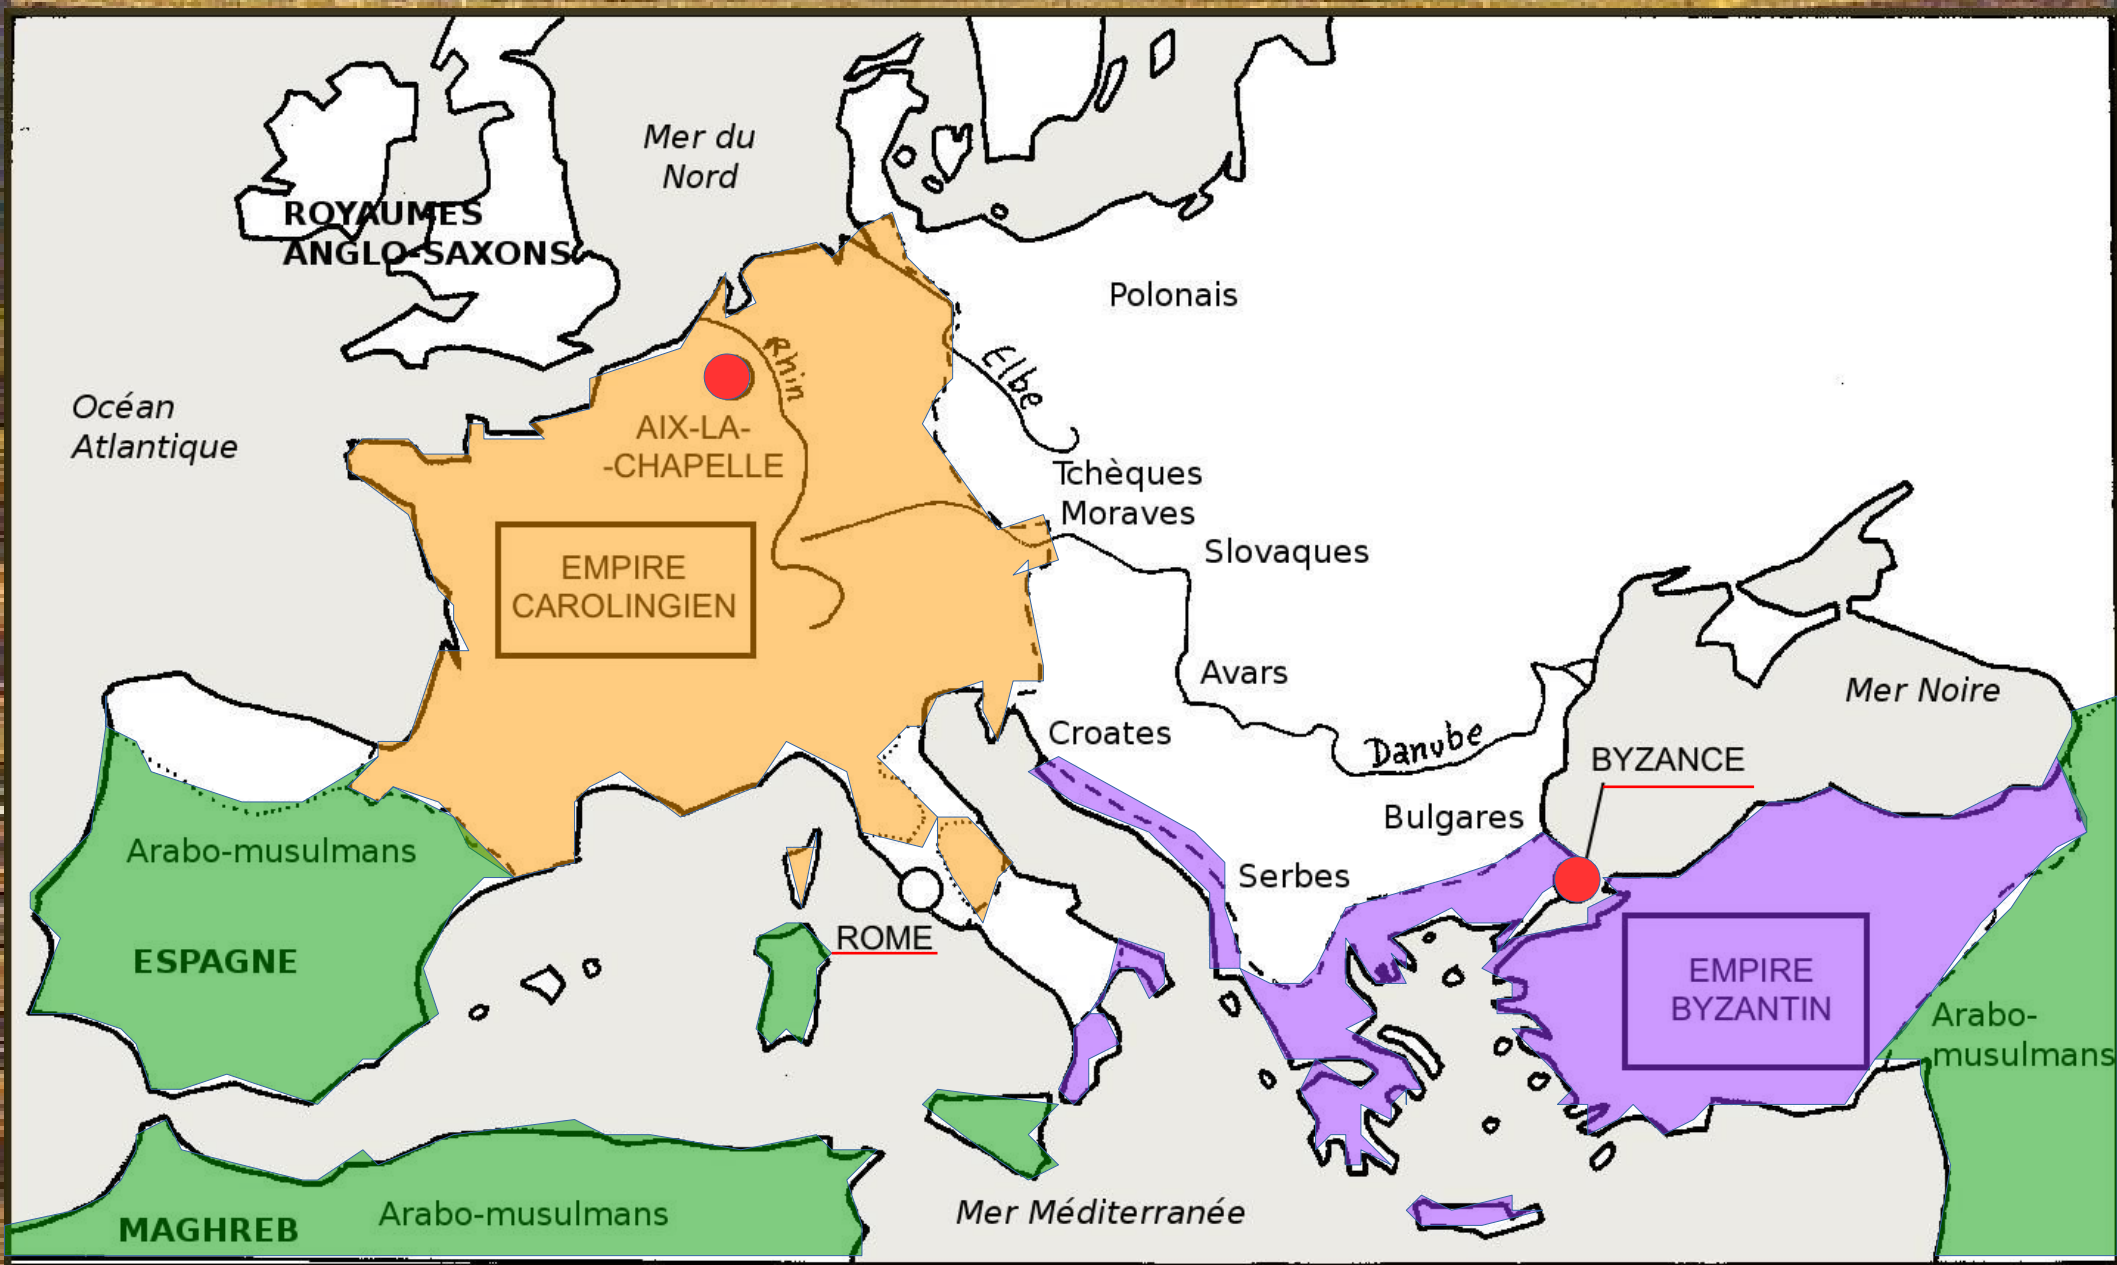 Mer du
Nord
ROYAUMES
ANGLO-SAXONS
Polonais
Rhin
Elbe
Océan
Atlantique
AIX-LA-
-CHAPELLE
Tchèques
Moraves
Slovaques
EMPIRE
CAROLINGIEN
Avars
Mer Noire
Croates
Danube
BYZANCE
Bulgares
Arabo-musulmans
Serbes
ROME
ESPAGNE
EMPIRE
BYZANTIN
Arabo-
musulmans
Arabo-musulmans
Mer Méditerranée
MAGHREB